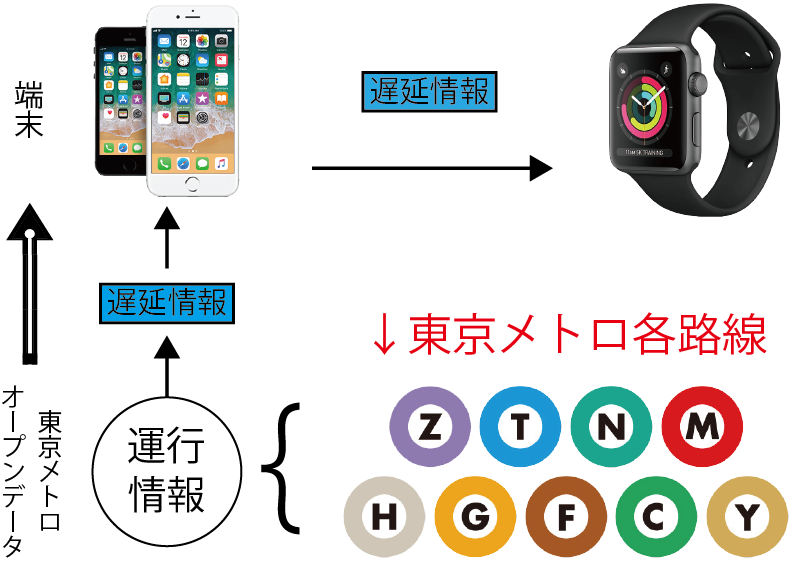 端末
遅延情報
遅延情報
↓東京メトロ各路線
東京メトロ
オープンデータ
運行
情報
{
Z T N M
H G F C Y